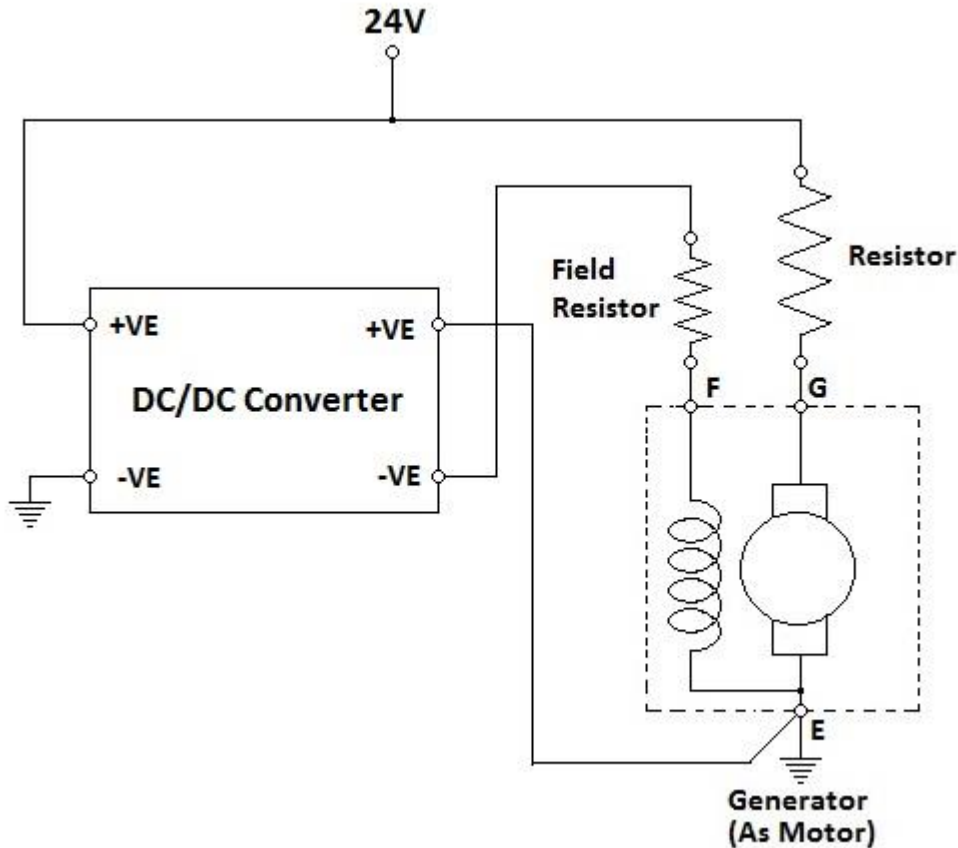 24V
Resistor
Field
Resistor
+VE
+VE
DC/DC Converter
-VE
-VE
F
G
E
Generator
(As Motor)